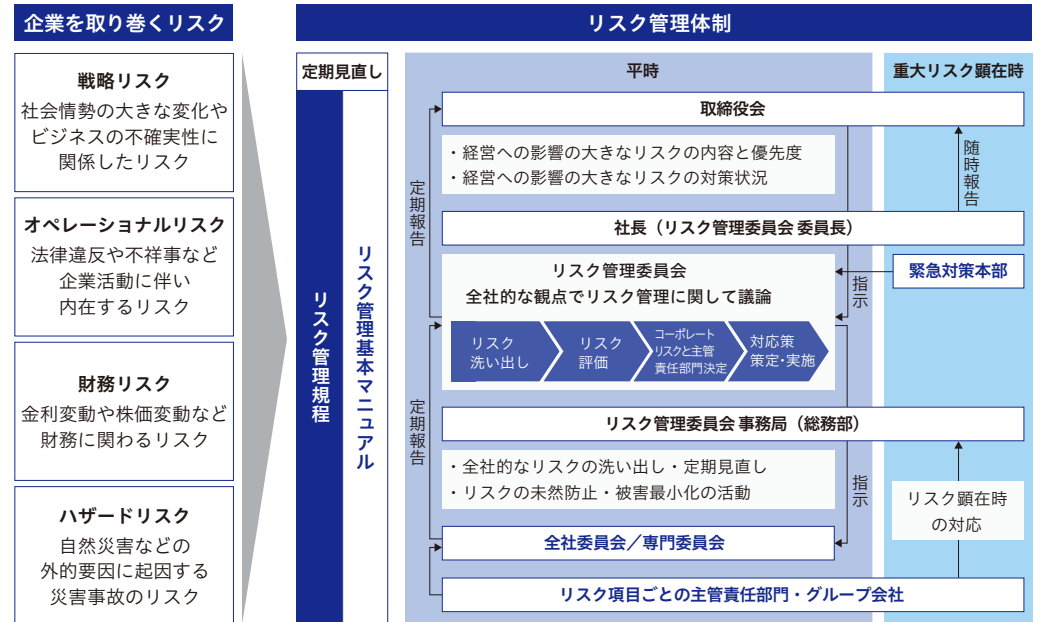 企業を取り巻くリスク
戦略リスク
社会情勢の大きな変化や
ビジネスの不確実性に
関係したリスク
オペレーショナルリスク
法律違反や不祥事など
企業活動に伴い
内在するリスク
財務リスク
金利変動や株価変動など
財務に関わるリスク
ハザードリスク
自然災害などの
外的要因に起因する
災害事故のリスク
リスク管理体制
定期見直し
リスク管理規程
リスク管理基本マニュアル
平時
重大リスク顕在時
取締役会
・経営への影響の大きなリスクの内容と優先度
・経営への影響の大きなリスクの対策状況
定期報告
随時報告
社長（リスク管理委員会 委員長）
リスク管理委員会
全社的な観点でリスク管理に関して議論
指示
緊急対策本部
リスク
洗い出し
リスク
評価
コーポレート
リスクと主管
責任部門決定
対応策
策定・実施
定期報告
リスク管理委員会 事務局（総務部）
・全社的なリスクの洗い出し・定期見直し
・リスクの未然防止・被害最小化の活動
指示
リスク顕在時
の対応
全社委員会／専門委員会
リスク項目ごとの主管責任部門・グループ会社